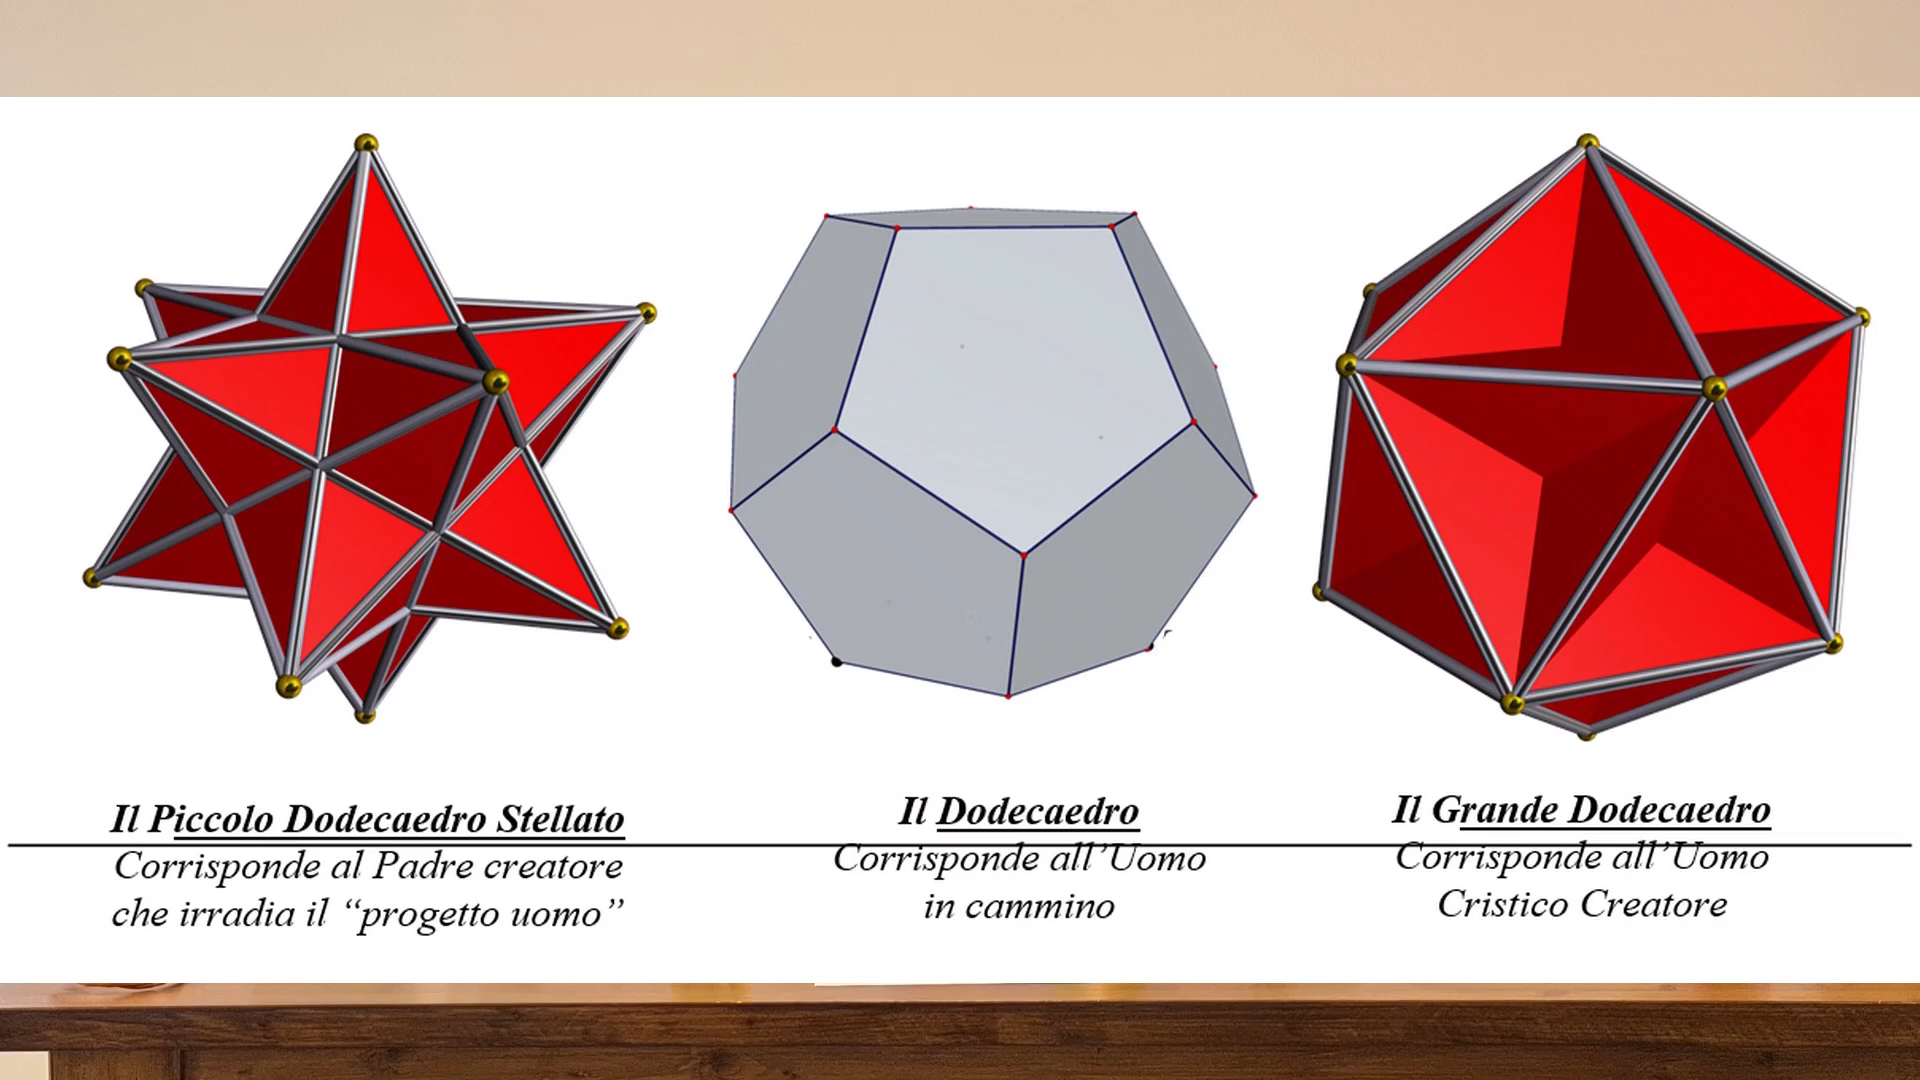 Il Piccolo Dodecaedro Stellato
Corrisponde al Padre creatore
che irradia il “progetto uomo”
Il Dodecaedro
Corrisponde all’Uomo
in cammino
Il Grande Dodecaedro
Corrisponde all’Uomo
Cristico Creatore